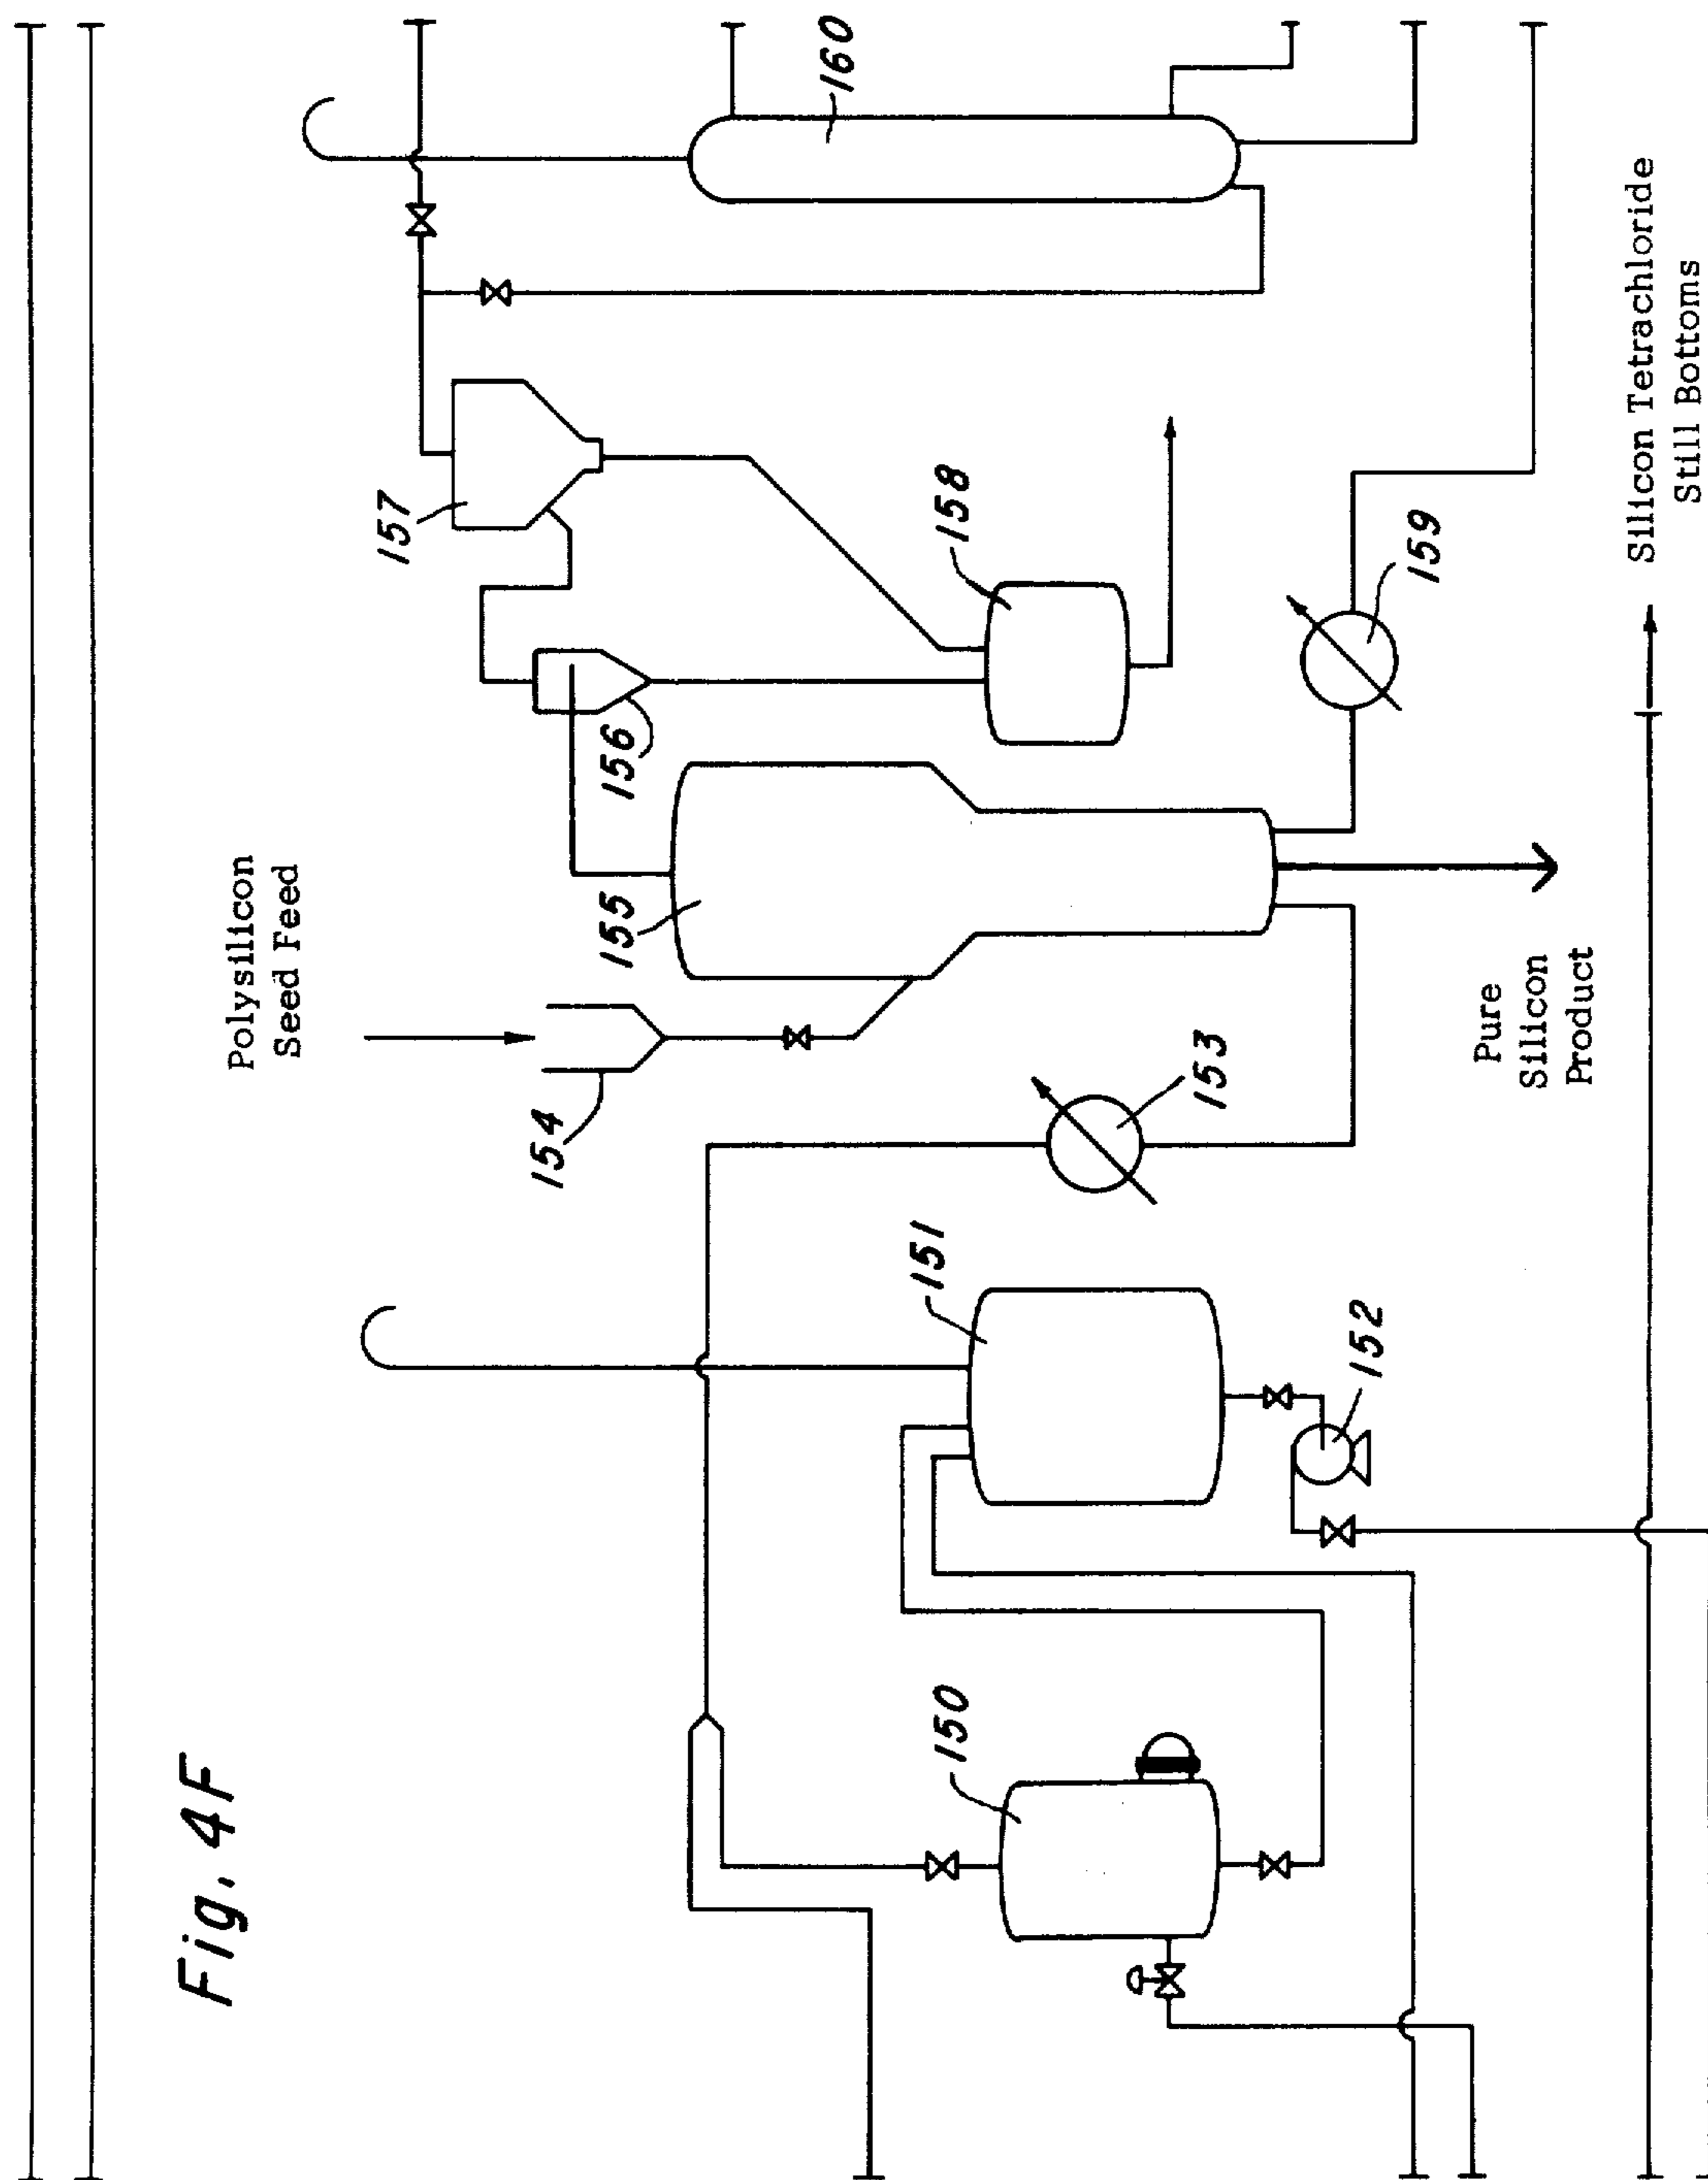 Fig. 4F
Polysilicon
Seed Feed
150
151
152
153
154
155
156
157
158
159
160
Pure
Silicon
Product
Silicon Tetrachloride
Still Bottoms